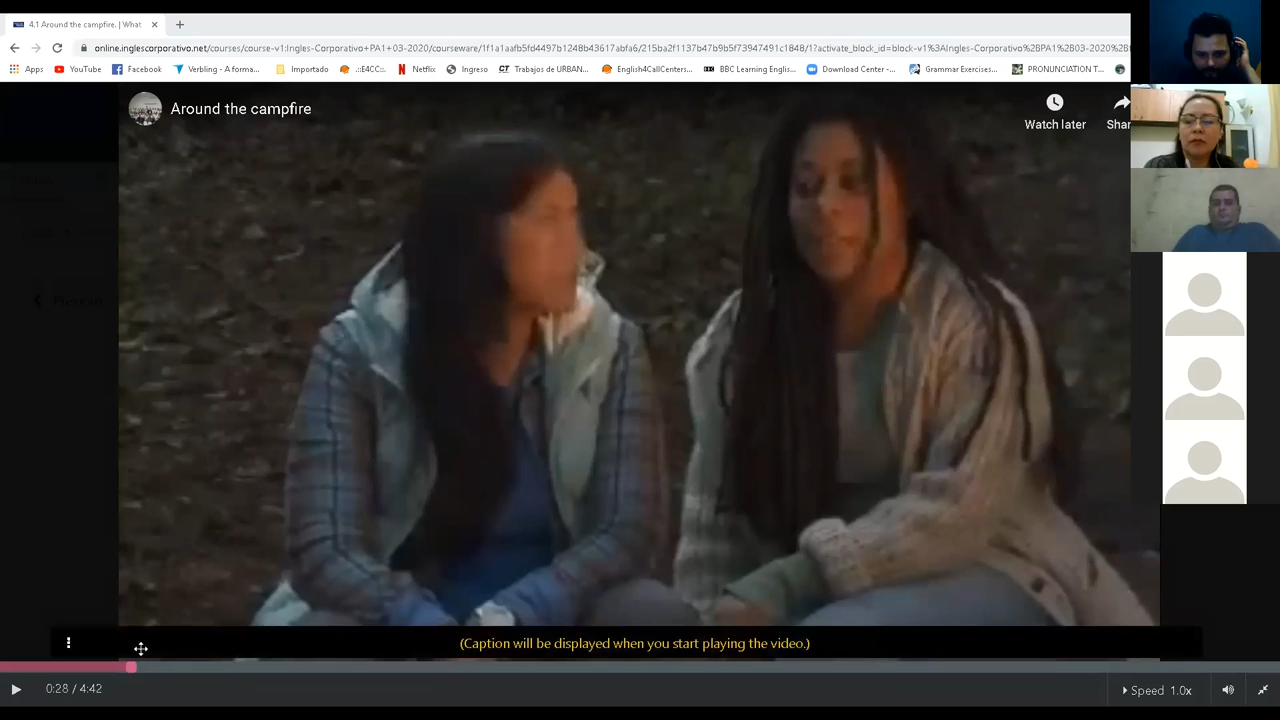 4.1 Around the campfire. | What
online.inglescorporativo.net/courses/course-v1:Ingles-Corporativo+PA1+03-2020/courseware/1f1a1aafb5fd4497b1248b43617abfa6/215ba2f1137b47b9b5f73947491c1848/1?activate_block_id=block-v1%3AIngles-Corporativo%2BPA1%2B03-2020%2Bt
Apps YouTube Facebook Verbling - A forma... Importado .::E4CC::. Netflix Ingreso CT Trabajos de URBAN... English4CallCenters... BBC Learning Englis... Download Center -... Grammar Exercises... PRONUNCIATION T...
Around the campfire
Watch later
Shar
(Caption will be displayed when you start playing the video.)
0:28 / 4:42
Speed 1.0x